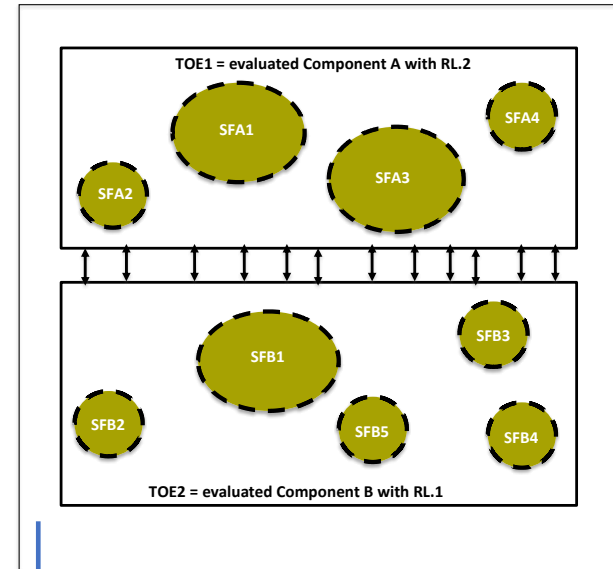 TOE1 = evaluated Component A with RL.2
SFA4
SFA1
SFA3
SFA2
SFB3
SFB1
SFB2
SFB5
SFB4
TOE2 = evaluated Component B with RL.1